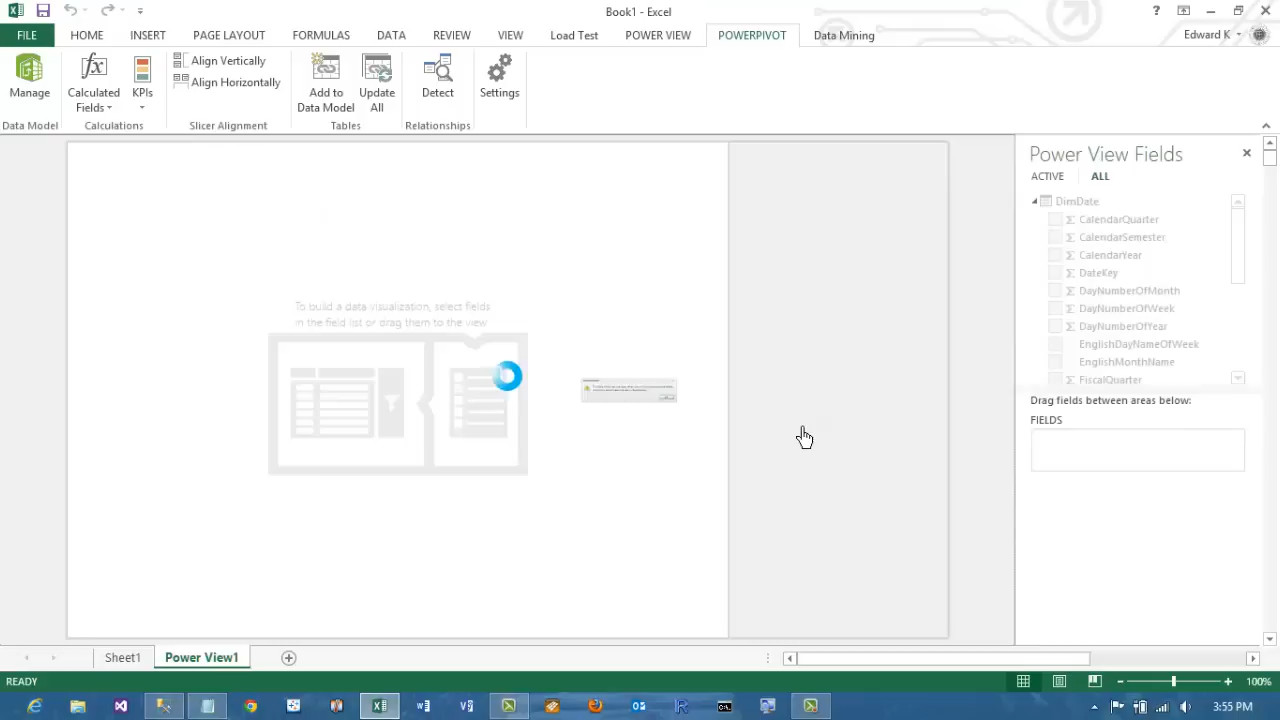 Book1 - Excel
FILE HOME INSERT PAGE LAYOUT FORMULAS DATA REVIEW VIEW Load Test POWER VIEW POWERPIVOT Data Mining Edward K
Manage
Calculated Fields
KPIs
Align Vertically
Align Horizontally
Add to Data Model
Update All
Detect
Settings
Data Model Calculations Slicer Alignment Tables Relationships
Power View Fields
ACTIVE ALL
DimDate
CalendarQuarter
CalendarSemester
CalendarYear
DateKey
DayNumberOfMonth
DayNumberOfWeek
DayNumberOfYear
EnglishDayNameOfWeek
EnglishMonthName
FiscalQuarter
Drag fields between areas below:
FIELDS
To build a data visualization, select fields
in the field list or drag them to the view
Sheet1 Power View1
READY 100%
3:55 PM